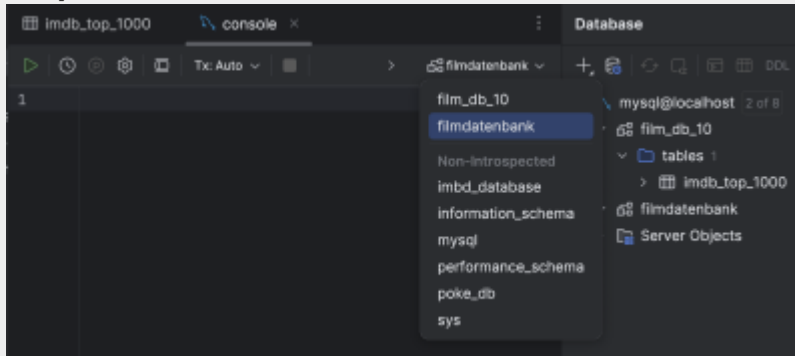 imdb_top_1000
console
Database
Tx: Auto
filmdatenbank
DDL
1
film_db_10
filmdatenbank
Non-Introspected
imbd_database
information_schema
mysql
performance_schema
poke_db
sys
mysql@localhost 2 of 8
film_db_10
tables 1
imdb_top_1000
filmdatenbank
Server Objects